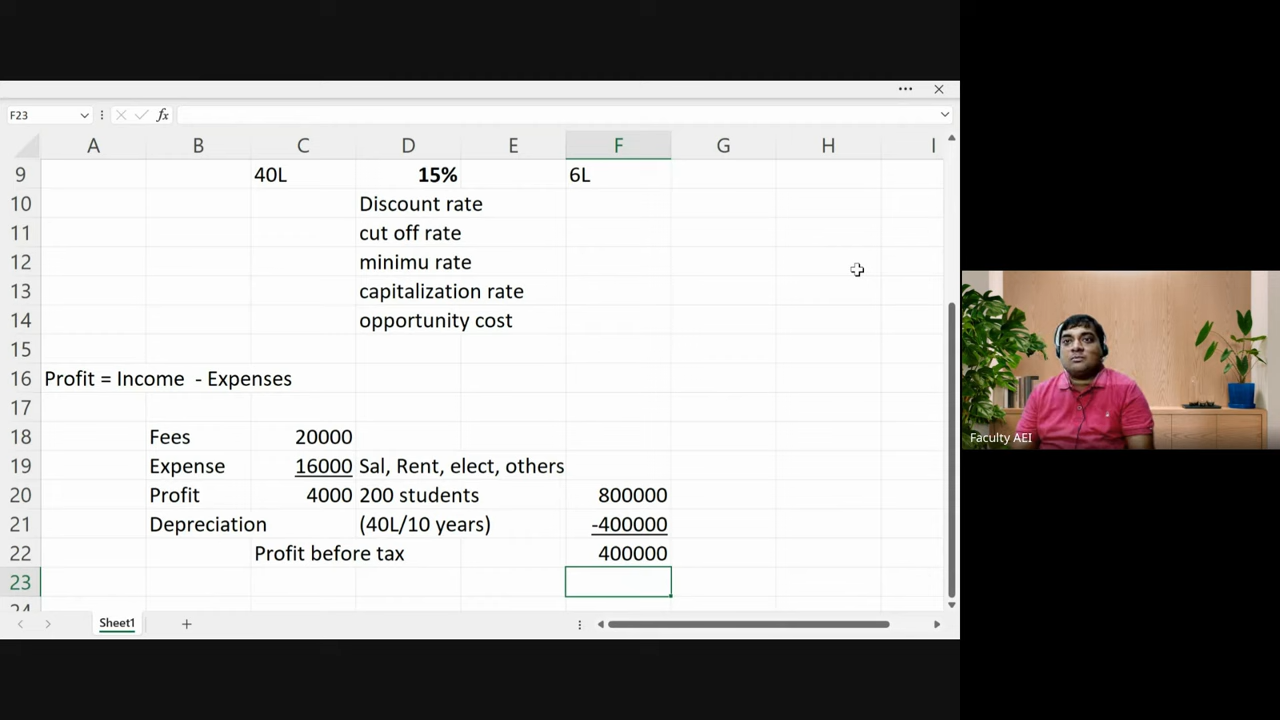 F23
fx
A B C D E F G H I
9 40L 15% 6L
10 Discount rate
11 cut off rate
12 minimu rate
13 capitalization rate
14 opportunity cost
15
16 Profit = Income - Expenses
17
18 Fees 20000
19 Expense 16000 Sal, Rent, elect, others
20 Profit 4000 200 students 800000
21 Depreciation (40L/10 years) -400000
22 Profit before tax 400000
23
24
Sheet1
Faculty AEI